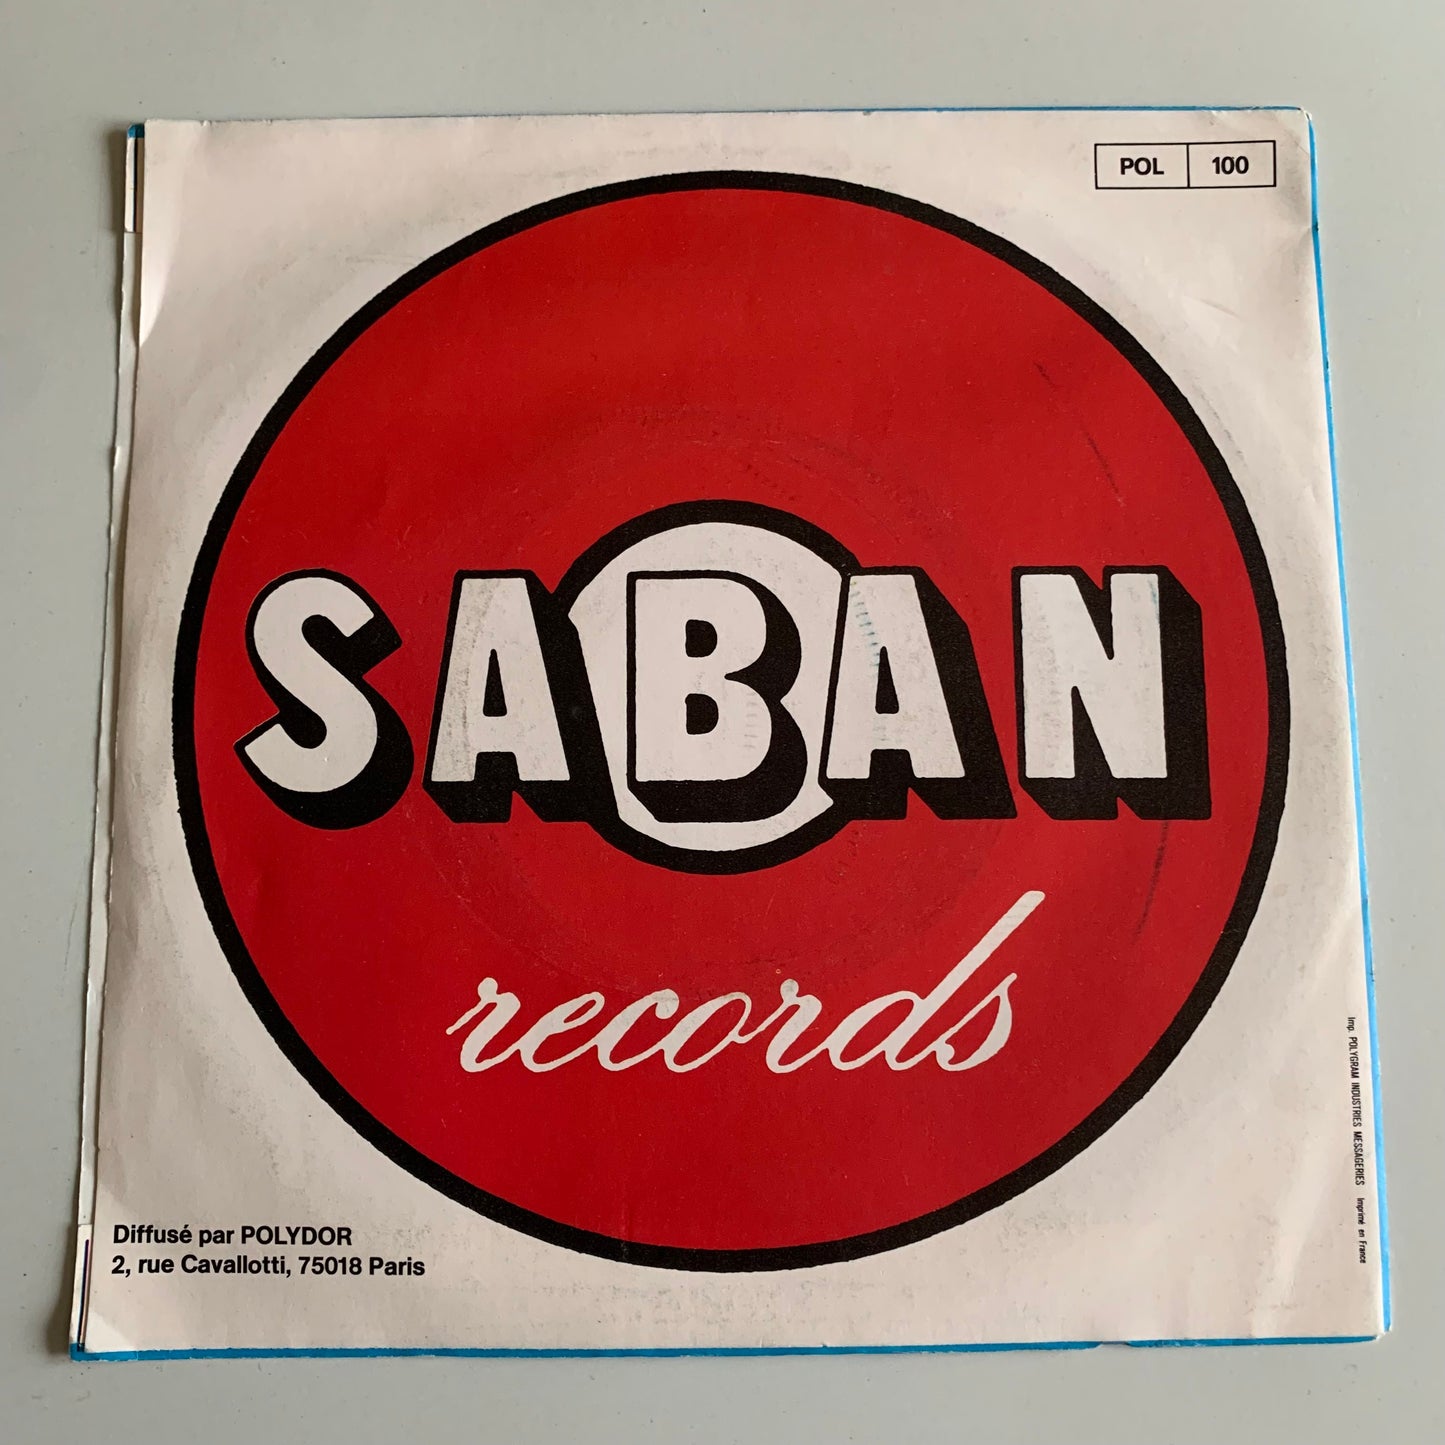 POL 100
SABAN
records
Diffusé par POLYDOR
2, rue Cavallotti, 75018 Paris
Imp. POLYGRAM INDUSTRIES MESSAGERIES Imprimé en France